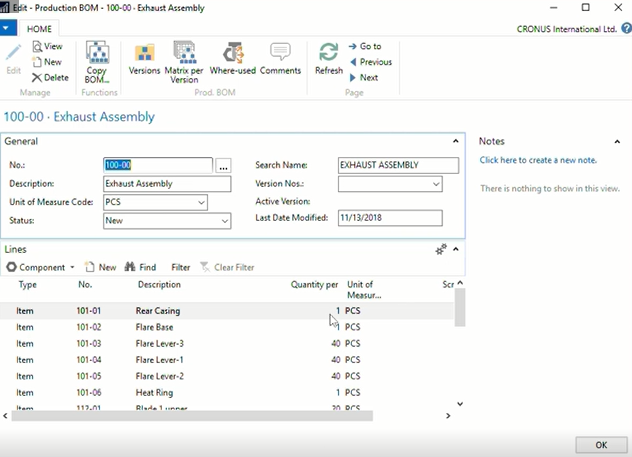 Edit - Production BOM - 100-00 · Exhaust Assembly
HOME
CRONUS International Ltd.
Edit
View
New
Delete
Manage
Copy BOM...
Functions
Versions
Matrix per Version
Where-used
Comments
Prod. BOM
Refresh
Go to
Previous
Next
Page
100-00 · Exhaust Assembly
General
No.: 100-00 ...
Description: Exhaust Assembly
Unit of Measure Code: PCS
Status: New
Search Name: EXHAUST ASSEMBLY
Version Nos.:
Active Version:
Last Date Modified: 11/13/2018
Notes
Click here to create a new note.
There is nothing to show in this view.
Lines
Component New Find Filter Clear Filter
Type No. Description Quantity per Unit of Measur... Scr
Item 101-01 Rear Casing 1 PCS
Item 101-02 Flare Base 1 PCS
Item 101-03 Flare Lever-3 40 PCS
Item 101-04 Flare Lever-1 40 PCS
Item 101-05 Flare Lever-2 40 PCS
Item 101-06 Heat Ring 1 PCS
Item 112-01 Blade 1 upper 20 PCS
OK